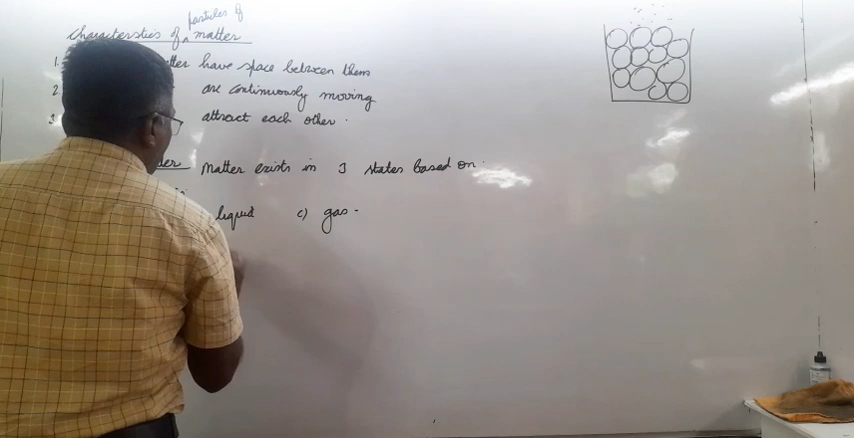 particles of
Characterstics of ^ matter
1. tter have space between them
2 are continuously moving
3 attract each other.
ter Matter exists in 3 states based on.
liquid c) gas.